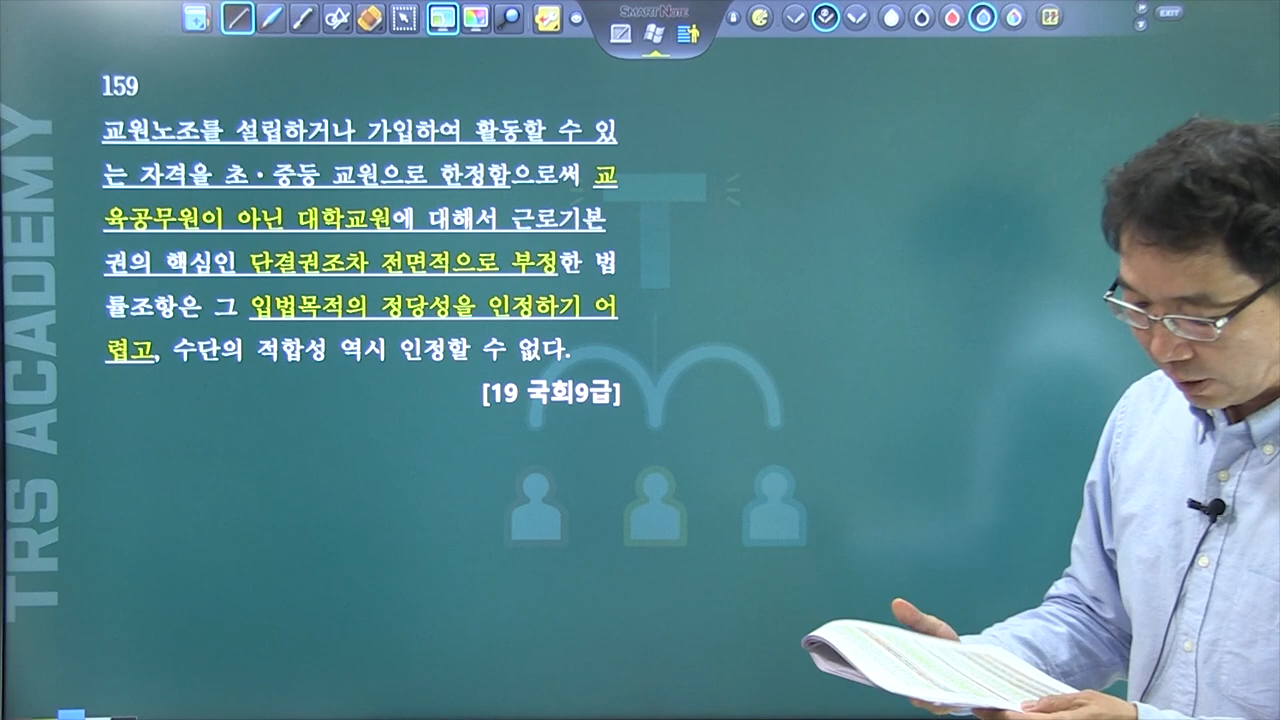 SMART NOTE
EXIT
159
교원노조를 설립하거나 가입하여 활동할 수 있
는 자격을 초·중등 교원으로 한정함으로써 교
육공무원이 아닌 대학교원에 대해서 근로기본
권의 핵심인 단결권조차 전면적으로 부정한 법
률조항은 그 입법목적의 정당성을 인정하기 어
렵고, 수단의 적합성 역시 인정할 수 없다.
[19 국회9급]
TRS ACADEMY